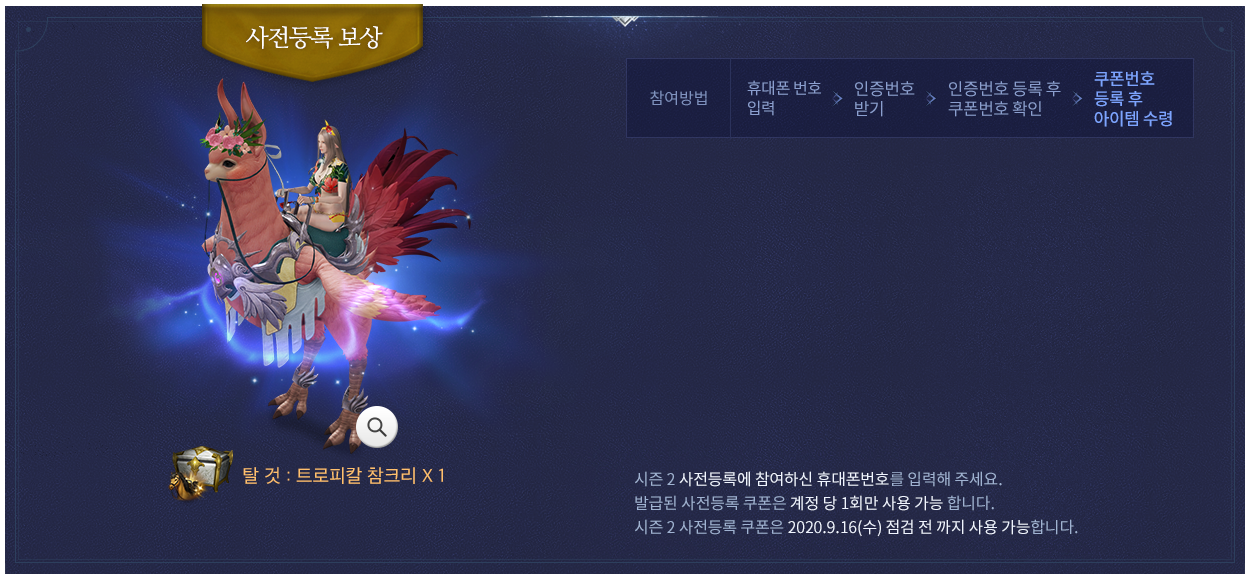 사전등록 보상
참여방법
휴대폰 번호
입력
인증번호
받기
인증번호 등록 후
쿠폰번호 확인
쿠폰번호
등록 후
아이템 수령
탈 것 : 트로피칼 참크리 X 1
시즌 2 사전등록에 참여하신 휴대폰번호를 입력해 주세요.
발급된 사전등록 쿠폰은 계정 당 1회만 사용 가능 합니다.
시즌 2 사전등록 쿠폰은 2020.9.16(수) 점검 전 까지 사용 가능합니다.